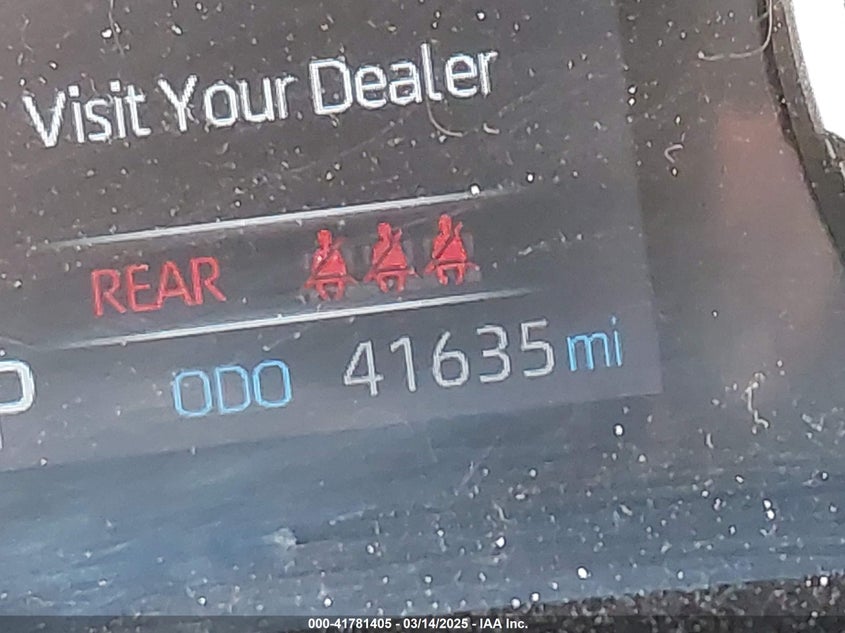 Visit Your Dealer
REAR
P ODO 41635 mi
000-41781405 - 03/14/2025 - IAA Inc.